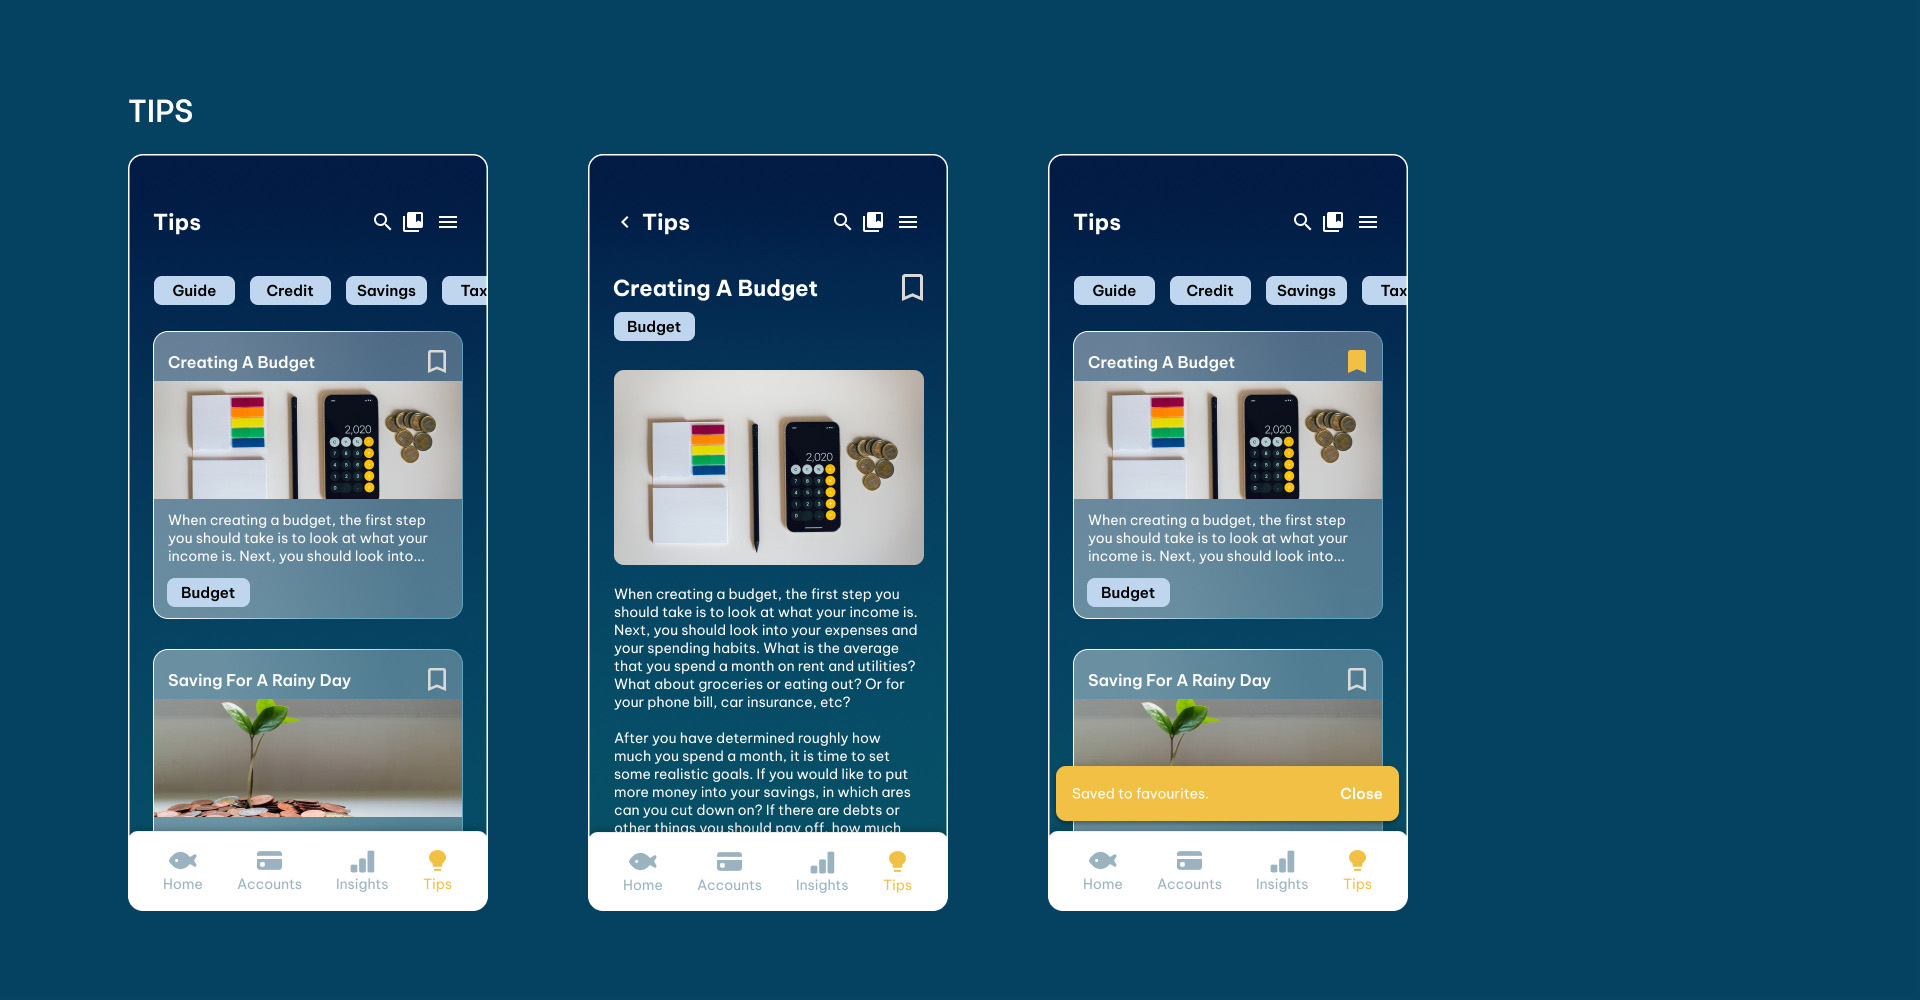 TIPS
Tips
Guide Credit Savings Tax
Creating A Budget
2,020
When creating a budget, the first step
you should take is to look at what your
income is. Next, you should look into...
Budget
Saving For A Rainy Day
Home Accounts Insights Tips
Tips
Creating A Budget
Budget
2,020
When creating a budget, the first step you
should take is to look at what your income is.
Next, you should look into your expenses and
your spending habits. What is the average
that you spend a month on rent and utilities?
What about groceries or eating out? Or for
your phone bill, car insurance, etc?
After you have determined roughly how
much you spend a month, it is time to set
some realistic goals. If you would like to put
more money into your savings, in which ares
can you cut down on? If there are debts or
other things you should pay off, how much
Home Accounts Insights Tips
Tips
Guide Credit Savings Tax
Creating A Budget
2,020
When creating a budget, the first step
you should take is to look at what your
income is. Next, you should look into...
Budget
Saving For A Rainy Day
Saved to favourites. Close
Home Accounts Insights Tips